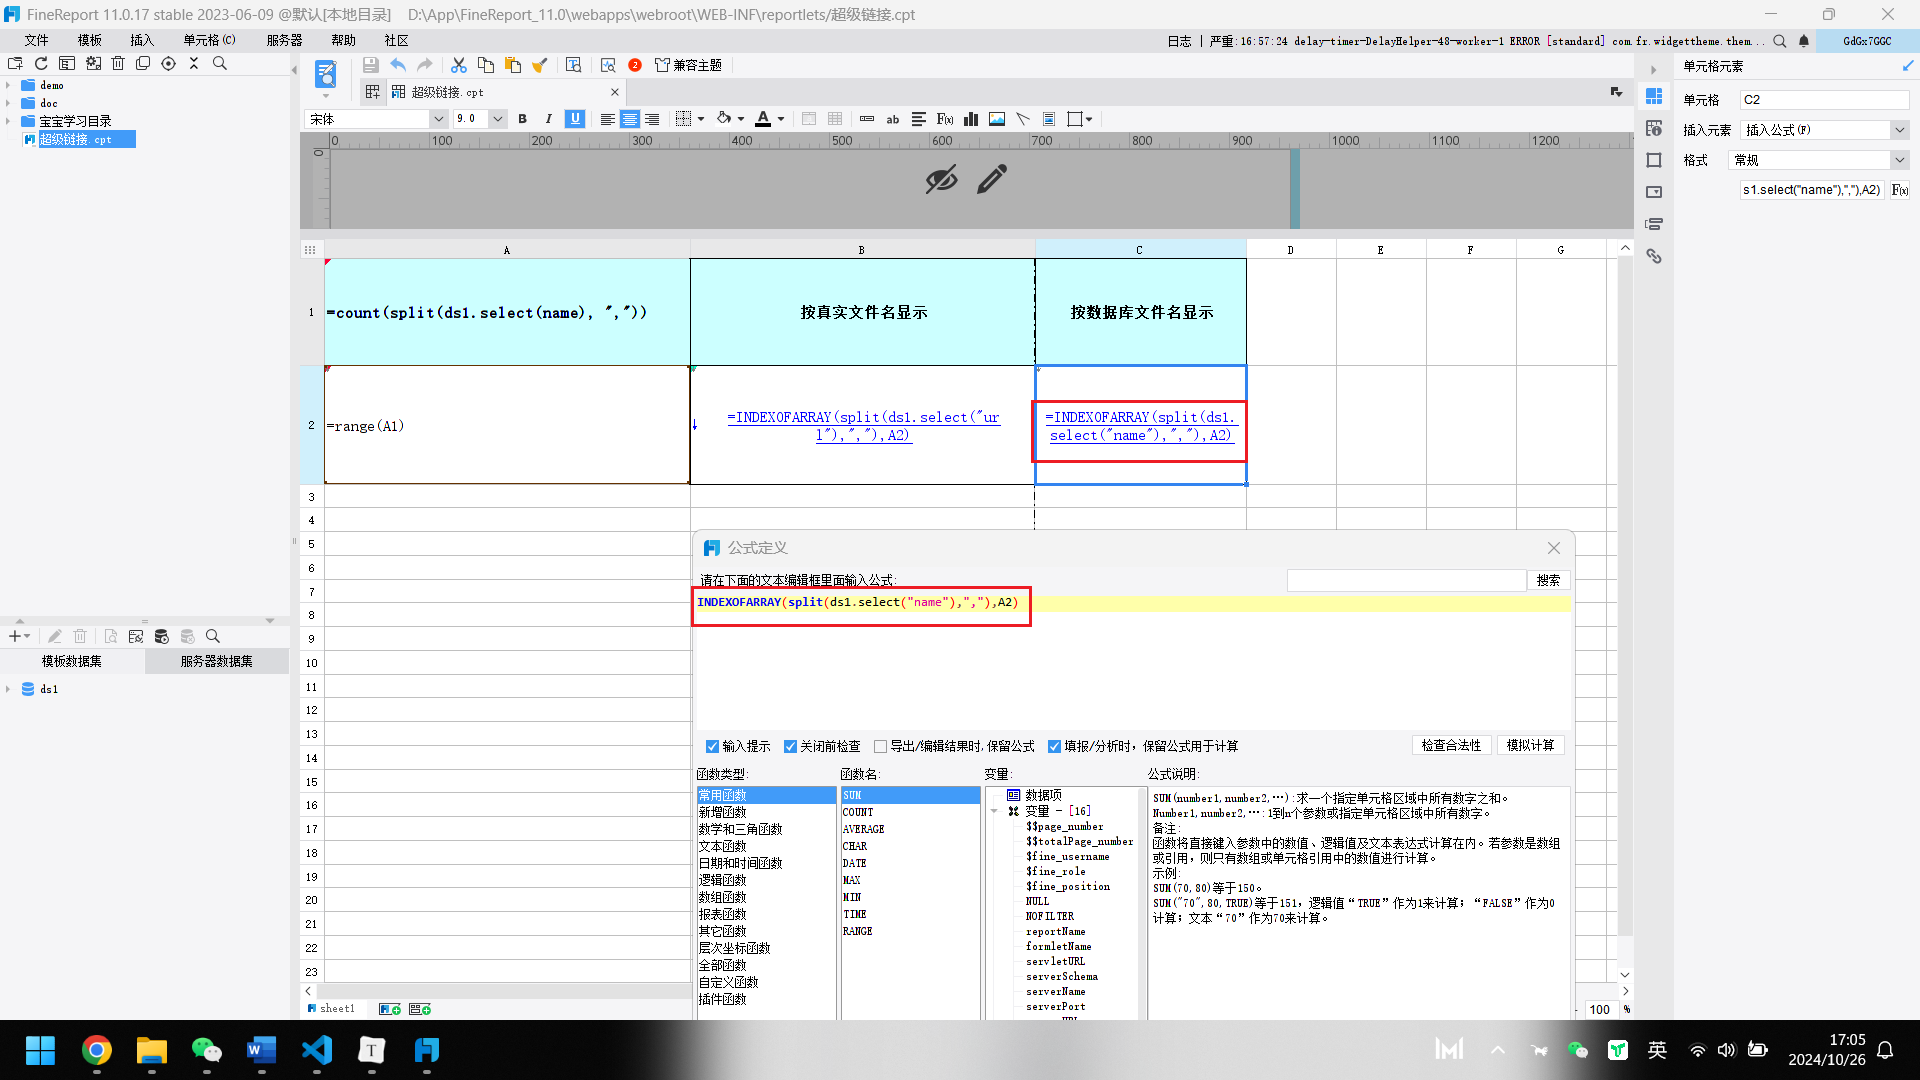 FineReport 11.0.17 stable 2023-06-09 @默认[本地目录] D:\App\FineReport_11.0\webapps\webroot\WEB-INF\reportlets/超级链接.cpt
文件 模板 插入 单元格(C) 服务器 帮助 社区
日志 | 严重:16:57:24 delay-timer-DelayHelper-48-worker-1 ERROR [standard] com.fr.widgettheme.them...
GdGx7GGC
demo
doc
宝宝学习目录
超级链接.cpt
2
兼容主题
超级链接.cpt
宋体 9.0 B I U A ab F(x)
0 100 200 300 400 500 600 700 800 900 1000 1100 1200
0
A B C D E F G
1 =count(split(ds1.select(name), ",")) 按真实文件名显示 按数据库文件名显示
2 =range(A1)
=INDEXOFARRAY(split(ds1.select("ur
l"),","),A2)
=INDEXOFARRAY(split(ds1.
select("name"),","),A2)
3
4
5
6
7
8
9
10
11
12
13
14
15
16
17
18
19
20
21
22
23
模板数据集 服务器数据集
ds1
单元格元素
单元格 C2
插入元素 插入公式(F)
格式 常规
s1.select("name"),","),A2) F(x)
公式定义
请在下面的文本编辑框里面输入公式:
搜索
INDEXOFARRAY(split(ds1.select("name"),","),A2)
输入提示 关闭前检查 导出/编辑结果时,保留公式 填报/分析时，保留公式用于计算
检查合法性 模拟计算
函数类型: 函数名: 变量: 公式说明:
常用函数
新增函数
数学和三角函数
文本函数
日期和时间函数
逻辑函数
数组函数
报表函数
其它函数
层次坐标函数
全部函数
自定义函数
插件函数
SUM
COUNT
AVERAGE
CHAR
DATE
MAX
MIN
TIME
RANGE
数据项
变量 - [16]
$$page_number
$$totalPage_number
$fine_username
$fine_role
$fine_position
NULL
NOFILTER
reportName
formletName
servletURL
serverSchema
serverName
serverPort
SUM(number1,number2,…):求一个指定单元格区域中所有数字之和。
Number1,number2,…:1到n个参数或指定单元格区域中所有数字。
备注:
函数将直接键入参数中的数值、逻辑值及文本表达式计算在内。若参数是数组
或引用，则只有数组或单元格引用中的数值进行计算。
示例:
SUM(70,80)等于150。
SUM("70",80,TRUE)等于151，逻辑值“TRUE”作为1来计算；“FALSE”作为0
计算；文本“70”作为70来计算。
sheet1
100 %
英
17:05
2024/10/26